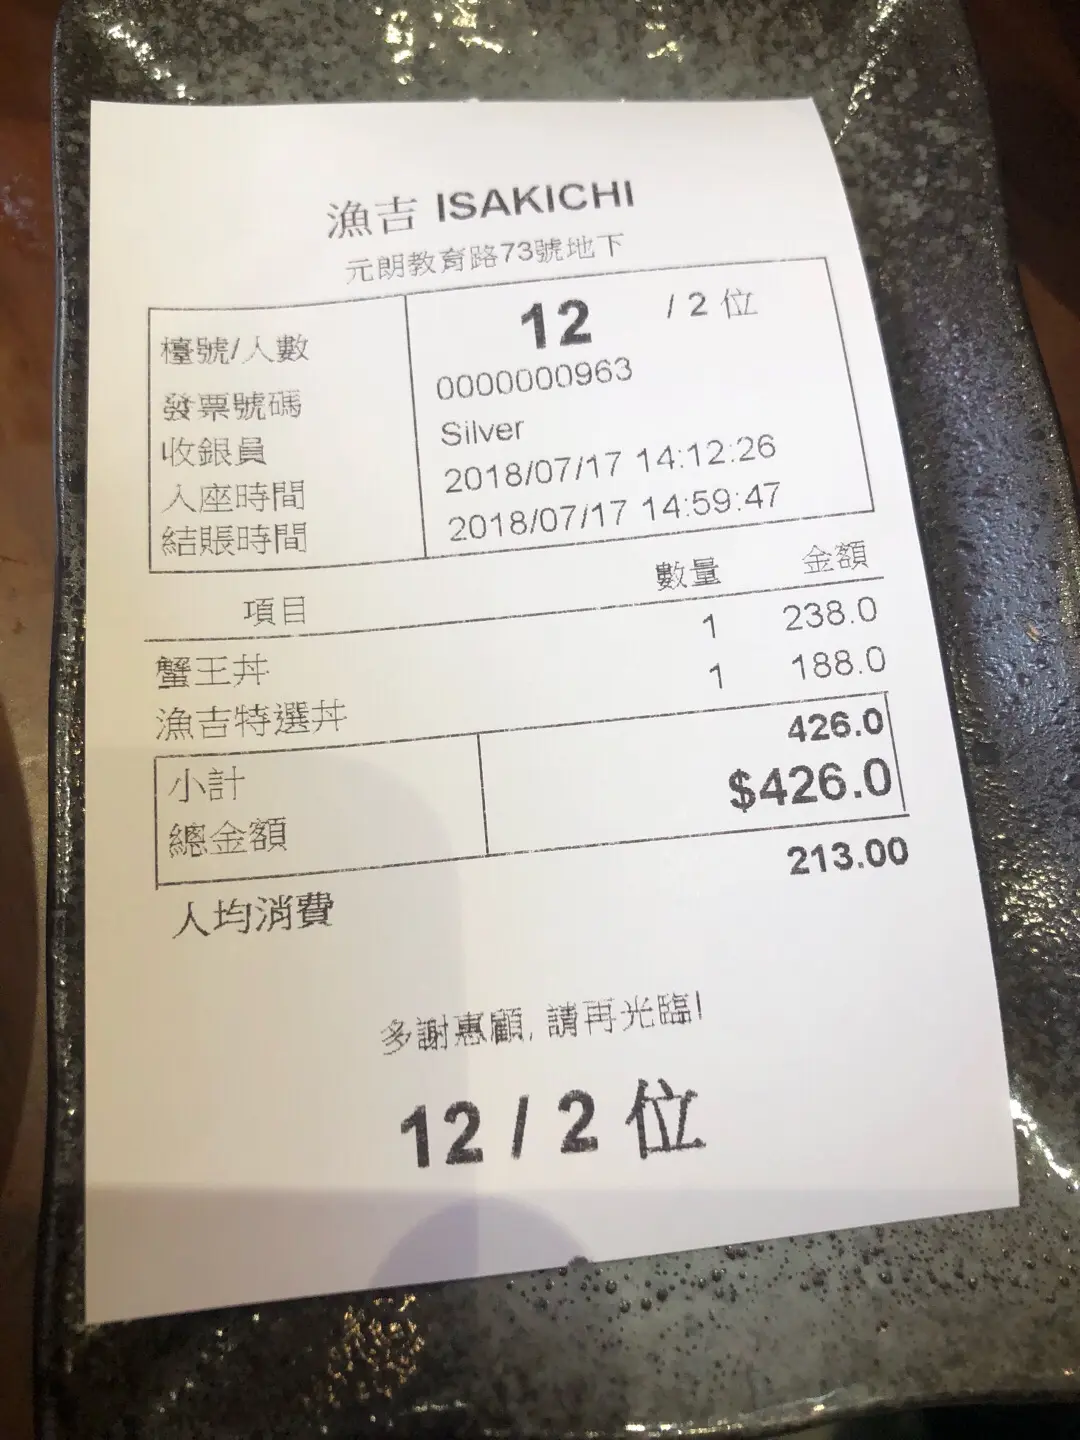 漁吉 ISAKICHI
元朗教育路73號地下
檯號/人數 12 / 2 位
發票號碼 0000000963
收銀員 Silver
入座時間 2018/07/17 14:12:26
結賬時間 2018/07/17 14:59:47
項目 數量 金額
蟹王丼 1 238.0
漁吉特選丼 1 188.0
小計 426.0
總金額 $426.0
人均消費 213.00
多謝惠顧, 請再光臨!
12 / 2 位